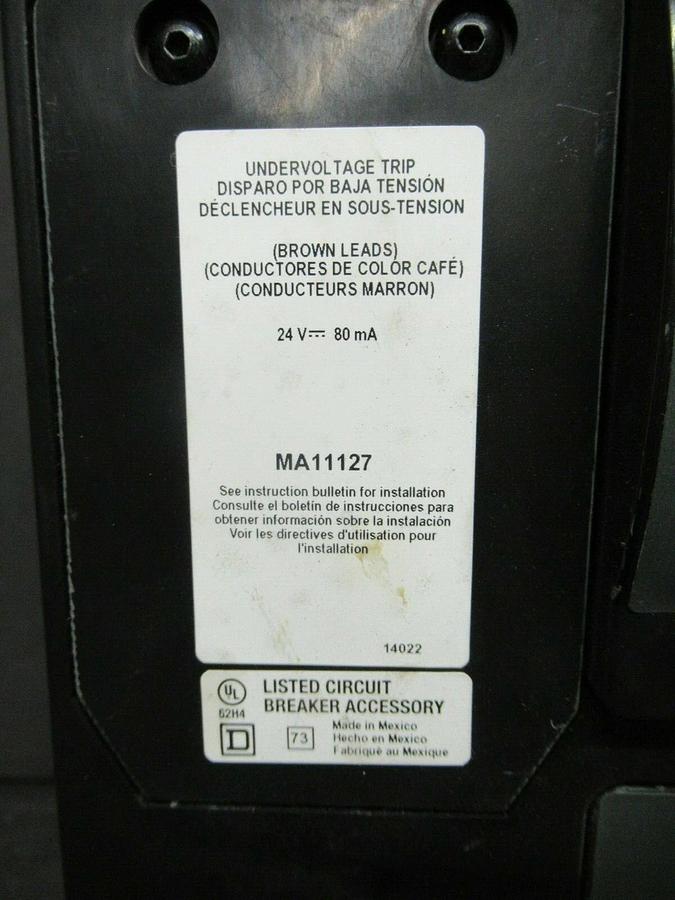 UNDERVOLTAGE TRIP
DISPARO POR BAJA TENSIÓN
DÉCLENCHEUR EN SOUS-TENSION
(BROWN LEADS)
(CONDUCTORES DE COLOR CAFÉ)
(CONDUCTEURS MARRON)
24 V⎓ 80 mA
MA11127
See instruction bulletin for installation
Consulte el boletín de instrucciones para
obtener información sobre la instalación
Voir les directives d'utilisation pour
l'installation
14022
UL LISTED CIRCUIT
62H4 BREAKER ACCESSORY
D 73 Made in Mexico
Hecho en Mexico
Fabriqué au Mexique